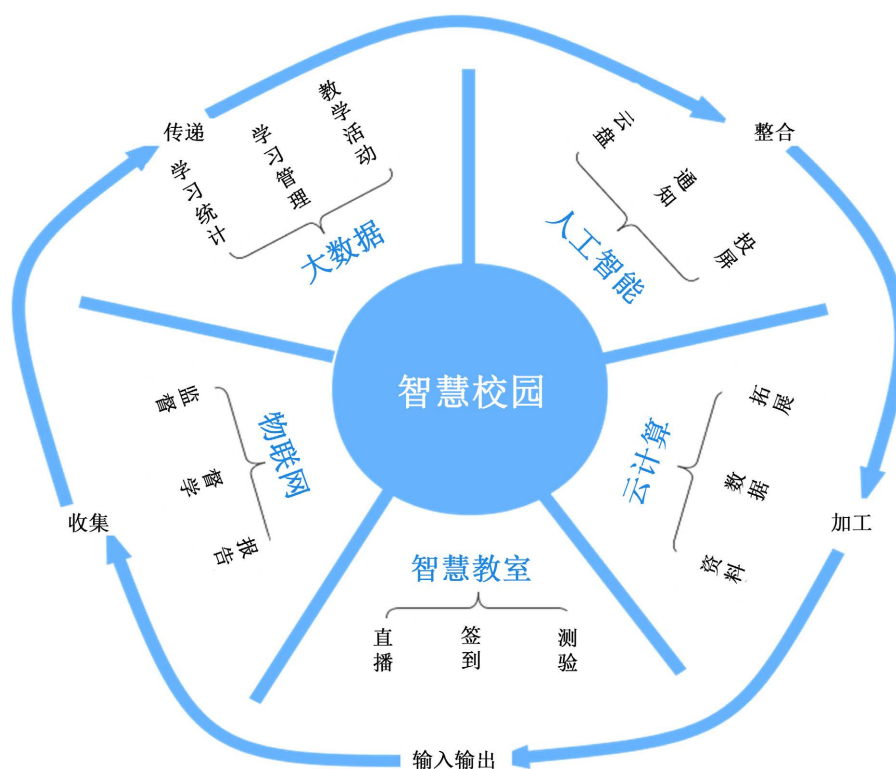 传递
整合
教学活动
学习管理
学习统计
大数据
云盘
通知
投屏
人工智能
智慧校园
监督
督学
报告
物联网
拓展
数据
资料
云计算
收集
加工
智慧教室
直播
签到
测验
输入输出